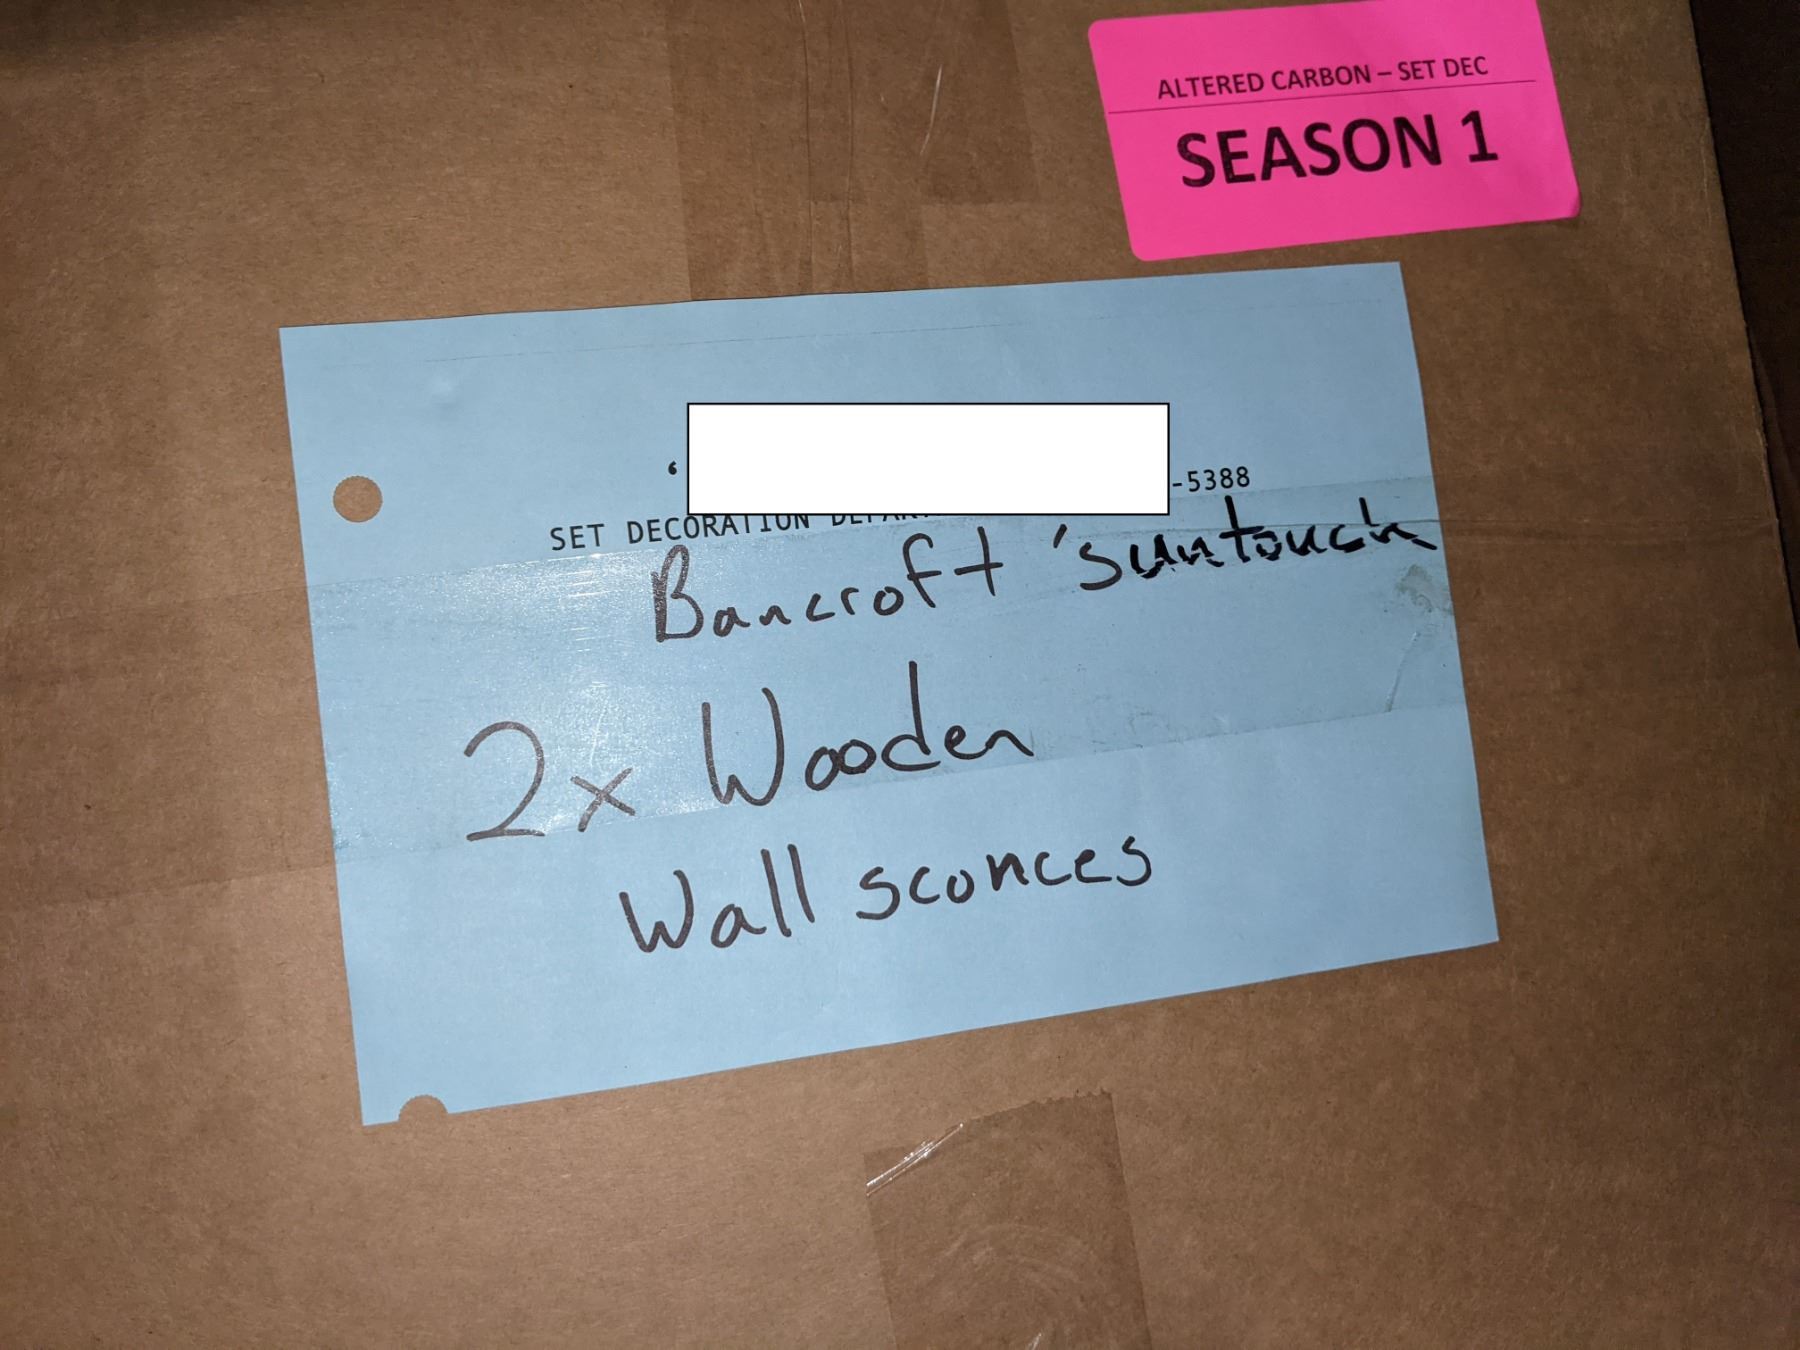 ALTERED CARBON – SET DEC
SEASON 1
‘ -5388
SET DECORATION
Bancroft 'suntouch
2x Wooden
Wall sconces